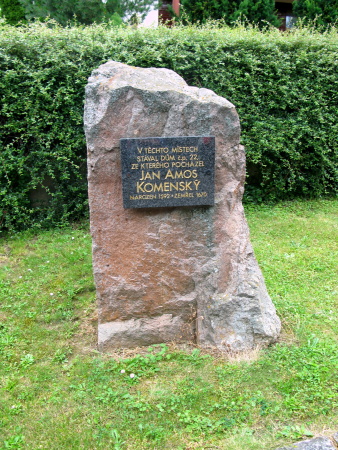 V TĚCHTO MÍSTECH
STÁVAL DŮM č.p. 22,
ZE KTERÉHO POCHÁZEL
JAN AMOS
KOMENSKÝ
NAROZEN 1592 • ZEMŘEL 1670